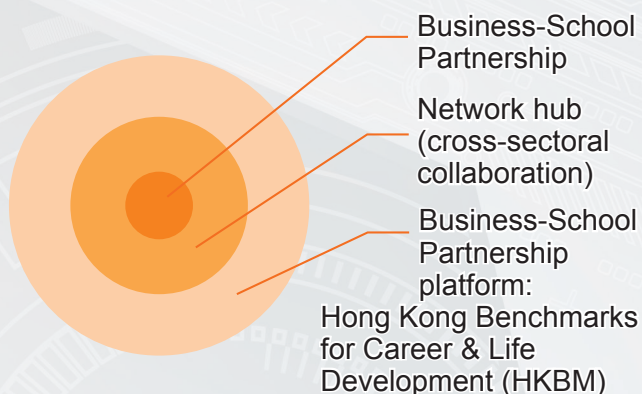 Business-School
Partnership
Network hub
(cross-sectoral
collaboration)
Business-School
Partnership
platform:
Hong Kong Benchmarks
for Career & Life
Development (HKBM)